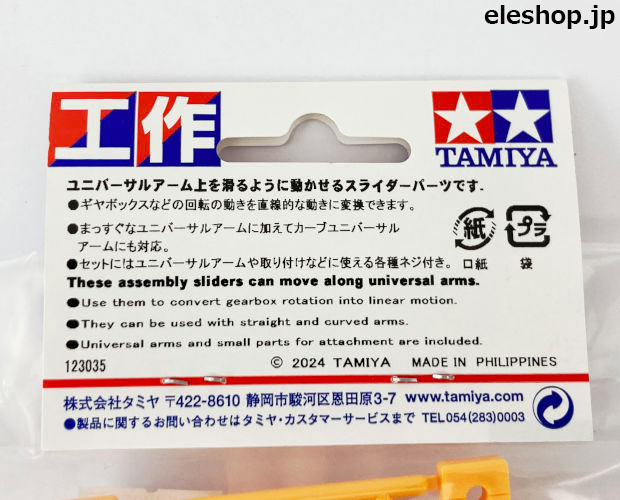 eleshop.jp
工作
TAMIYA
ユニバーサルアーム上を滑るように動かせるスライダーパーツです.
●ギヤボックスなどの回転の動きを直線的な動きに変換できます。
●まっすぐなユニバーサルアームに加えてカーブユニバーサル
アームにも対応。
●セットにはユニバーサルアームや取り付けなどに使える各種ネジ付き。
紙
口紙
プラ
袋
These assembly sliders can move along universal arms.
●Use them to convert gearbox rotation into linear motion.
●They can be used with straight and curved arms.
●Universal arms and small parts for attachment are included.
123035
© 2024 TAMIYA MADE IN PHILIPPINES
株式会社タミヤ 〒422-8610 静岡市駿河区恩田原3-7 www.tamiya.com
●製品に関するお問い合わせはタミヤ・カスタマーサービスまで TEL054(283)0003